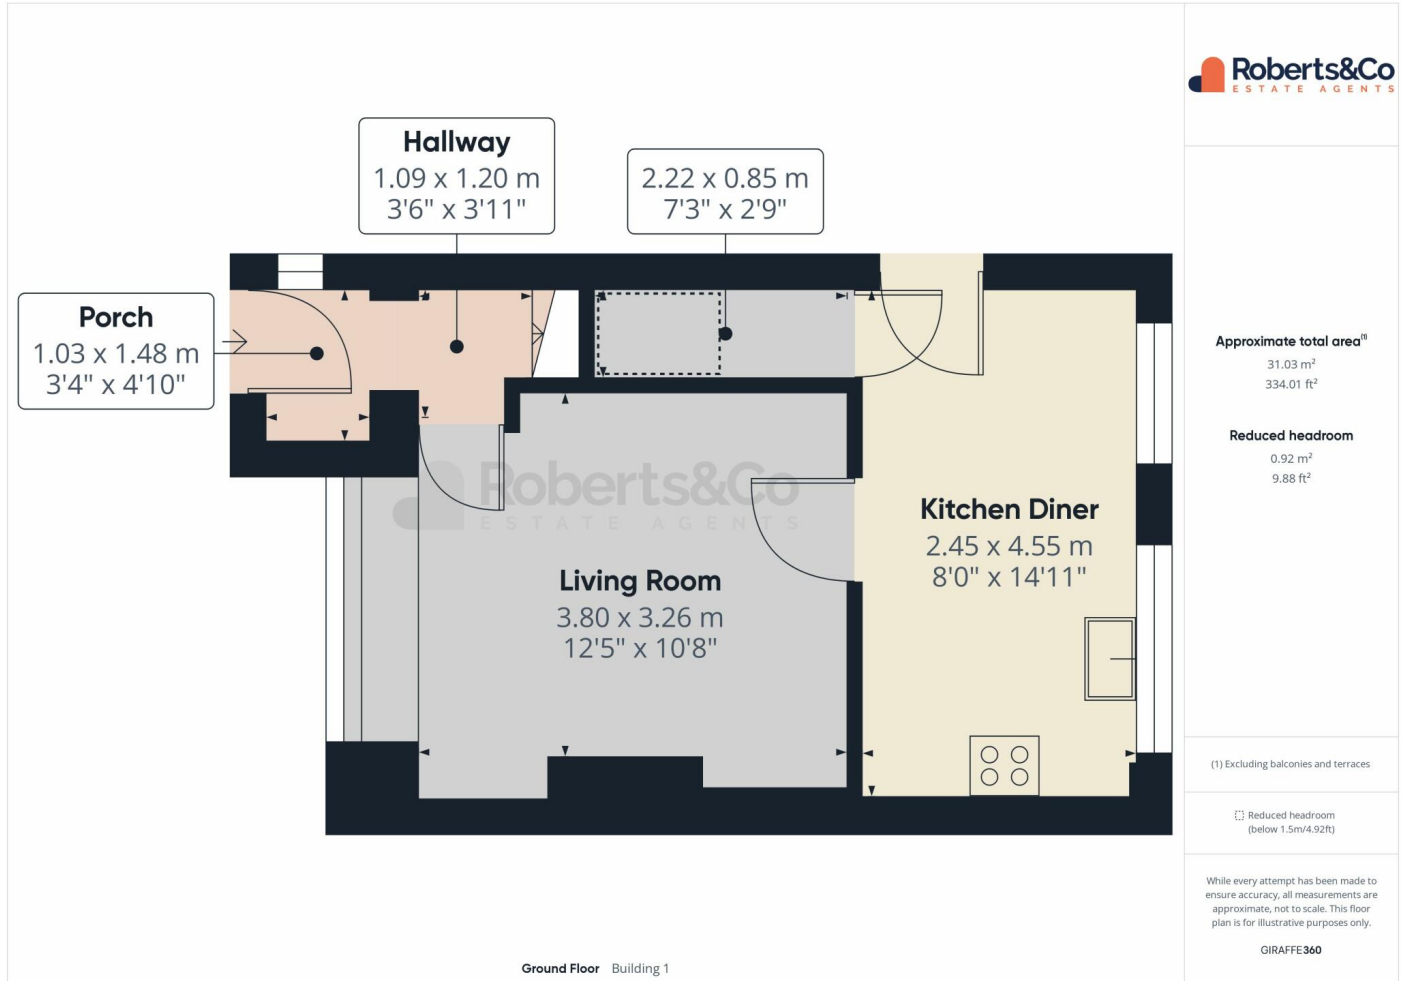 Roberts&Co
ESTATE AGENTS
Hallway
1.09 x 1.20 m
3'6" x 3'11"
2.22 x 0.85 m
7'3" x 2'9"
Porch
1.03 x 1.48 m
3'4" x 4'10"
Roberts&Co
ESTATE AGENTS
Kitchen Diner
2.45 x 4.55 m
8'0" x 14'11"
Living Room
3.80 x 3.26 m
12'5" x 10'8"
Approximate total area(1)
31.03 m²
334.01 ft²
Reduced headroom
0.92 m²
9.88 ft²
(1) Excluding balconies and terraces
Reduced headroom
(below 1.5m/4.92ft)
While every attempt has been made to
ensure accuracy, all measurements are
approximate, not to scale. This floor
plan is for illustrative purposes only.
GIRAFFE360
Ground Floor Building 1